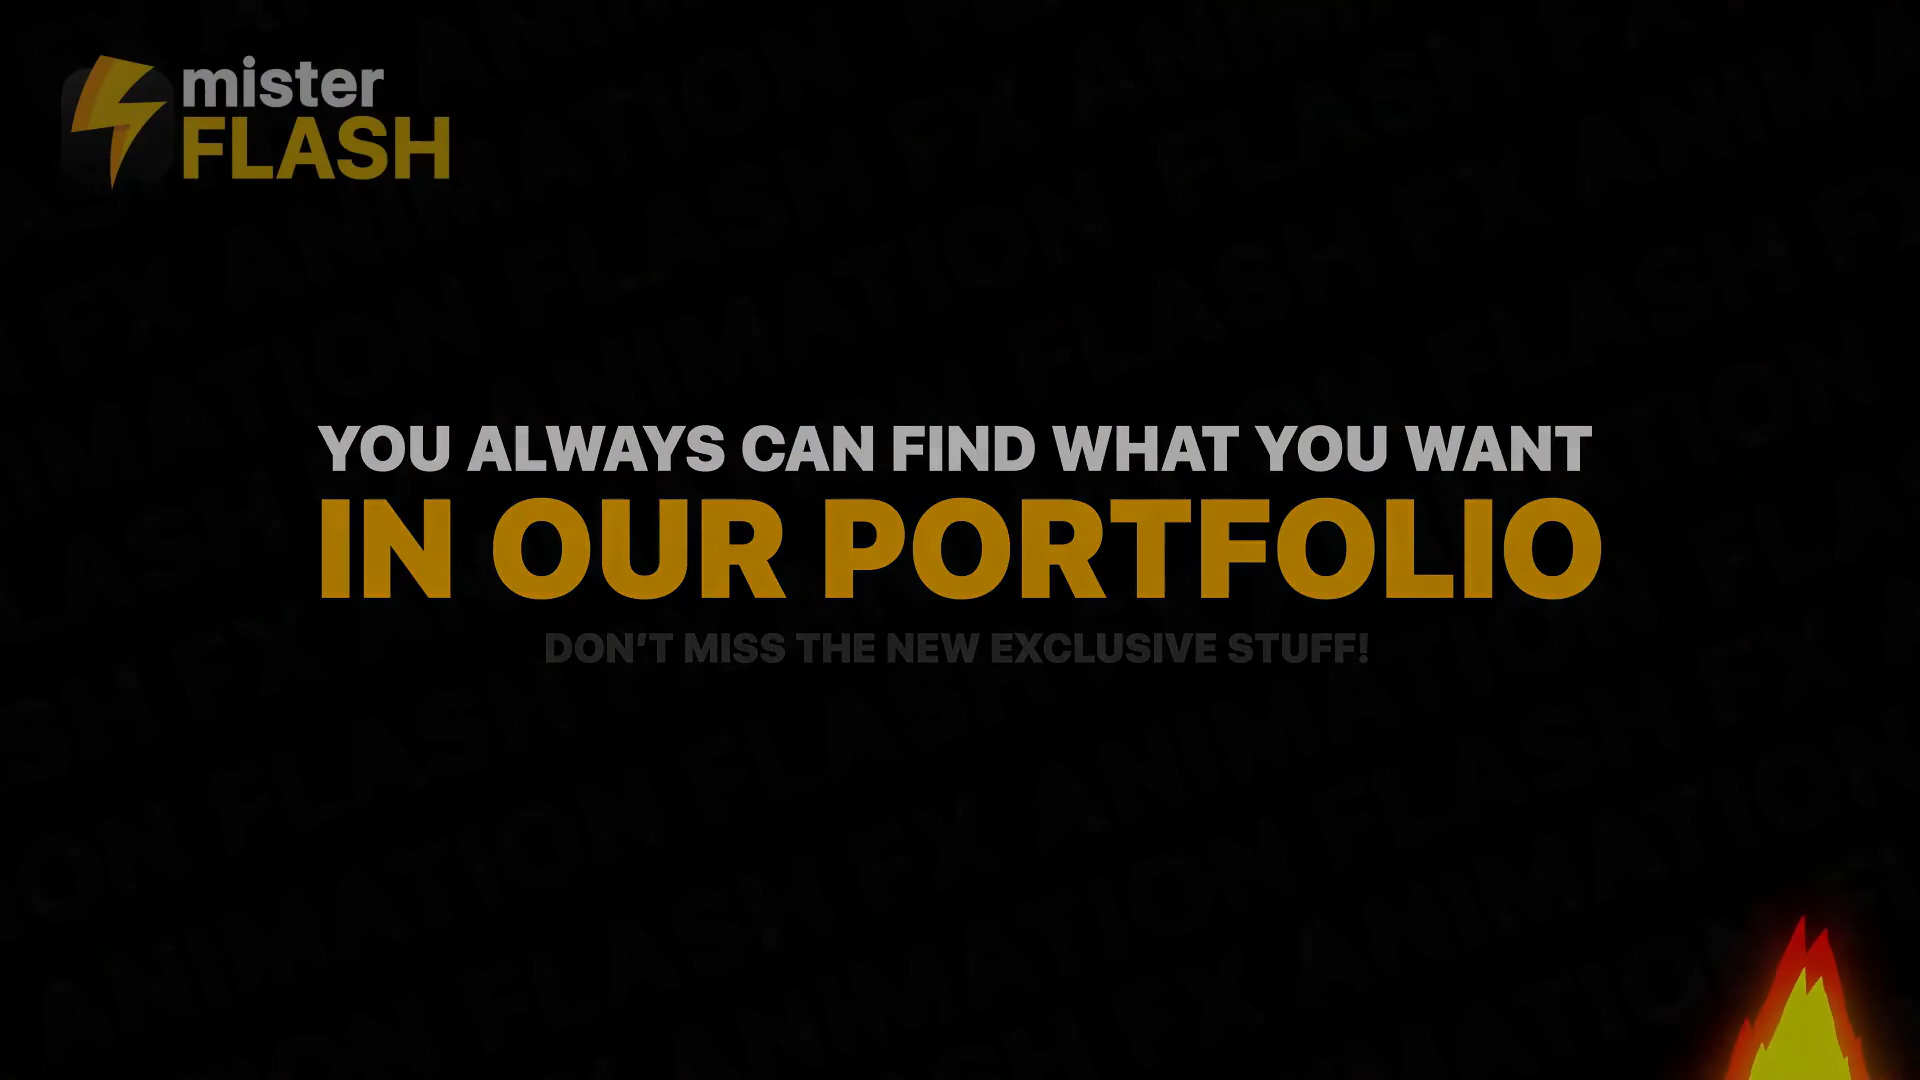 mister
FLASH
YOU ALWAYS CAN FIND WHAT YOU WANT
IN OUR PORTFOLIO
DON'T MISS THE NEW EXCLUSIVE STUFF!